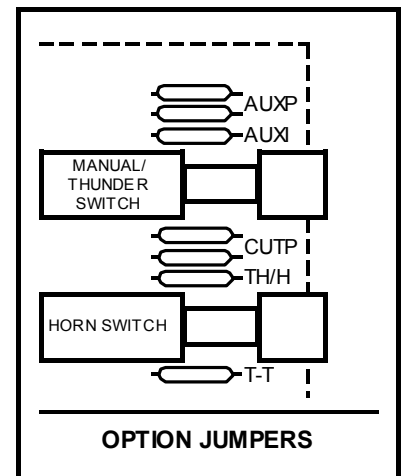 AUXP
AUXI
MANUAL/
THUNDER
SWITCH
CUTP
TH/H
HORN SWITCH
T-T
OPTION JUMPERS